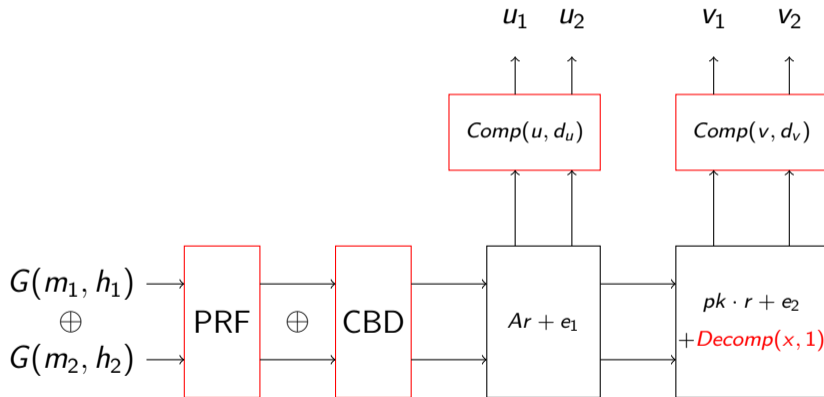 u₁ u₂ v₁ v₂
Comp(u, dᵤ) Comp(v, dᵥ)
G(m₁, h₁)
⊕
G(m₂, h₂)
PRF
⊕
CBD
Ar + e₁
pk · r + e₂
+Decomp(x, 1)